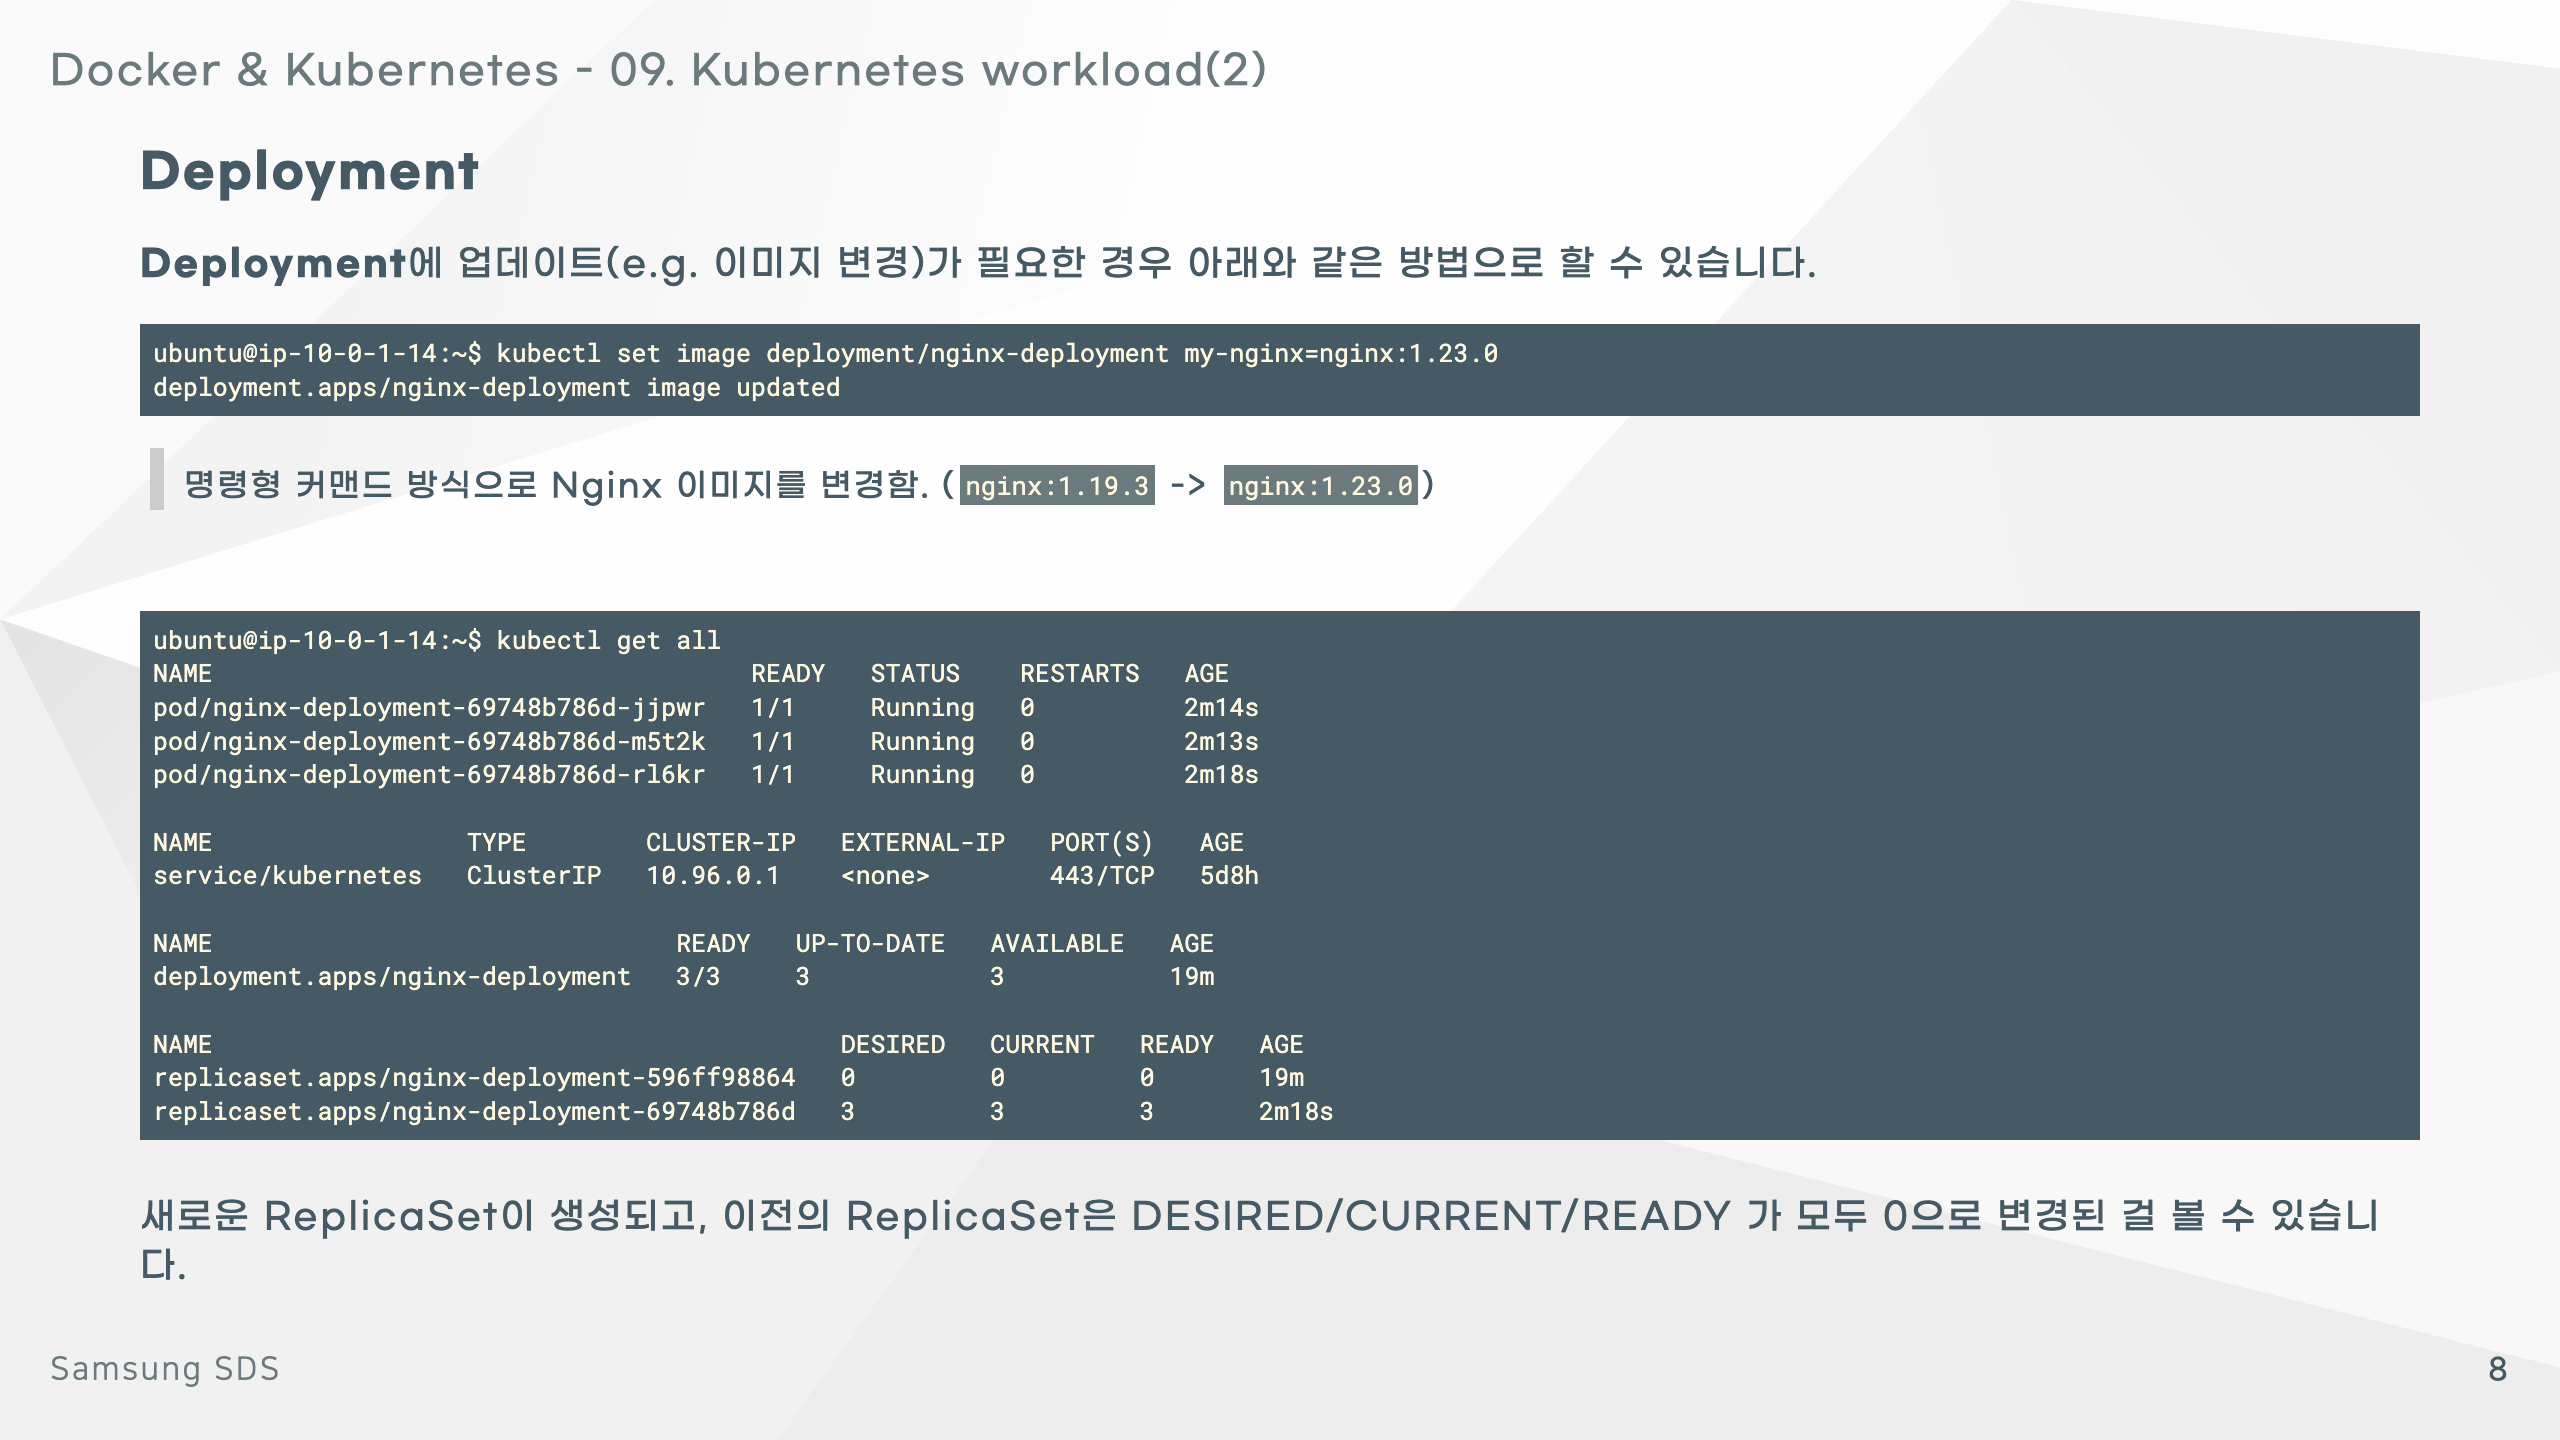 Docker & Kubernetes - 09. Kubernetes workload(2)
Deployment
Deployment에 업데이트(e.g. 이미지 변경)가 필요한 경우 아래와 같은 방법으로 할 수 있습니다.
ubuntu@ip-10-0-1-14:~$ kubectl set image deployment/nginx-deployment my-nginx=nginx:1.23.0
deployment.apps/nginx-deployment image updated
명령형 커맨드 방식으로 Nginx 이미지를 변경함. (nginx:1.19.3 -> nginx:1.23.0)
ubuntu@ip-10-0-1-14:~$ kubectl get all
NAME                                    READY   STATUS    RESTARTS   AGE
pod/nginx-deployment-69748b786d-jjpwr   1/1     Running   0          2m14s
pod/nginx-deployment-69748b786d-m5t2k   1/1     Running   0          2m13s
pod/nginx-deployment-69748b786d-rl6kr   1/1     Running   0          2m18s
NAME                 TYPE        CLUSTER-IP   EXTERNAL-IP   PORT(S)   AGE
service/kubernetes   ClusterIP   10.96.0.1    <none>        443/TCP   5d8h
NAME                               READY   UP-TO-DATE   AVAILABLE   AGE
deployment.apps/nginx-deployment   3/3     3            3           19m
NAME                                          DESIRED   CURRENT   READY   AGE
replicaset.apps/nginx-deployment-596ff98864   0         0         0       19m
replicaset.apps/nginx-deployment-69748b786d   3         3         3       2m18s
새로운 ReplicaSet이 생성되고, 이전의 ReplicaSet은 DESIRED/CURRENT/READY 가 모두 0으로 변경된 걸 볼 수 있습니
다.
Samsung SDS
8